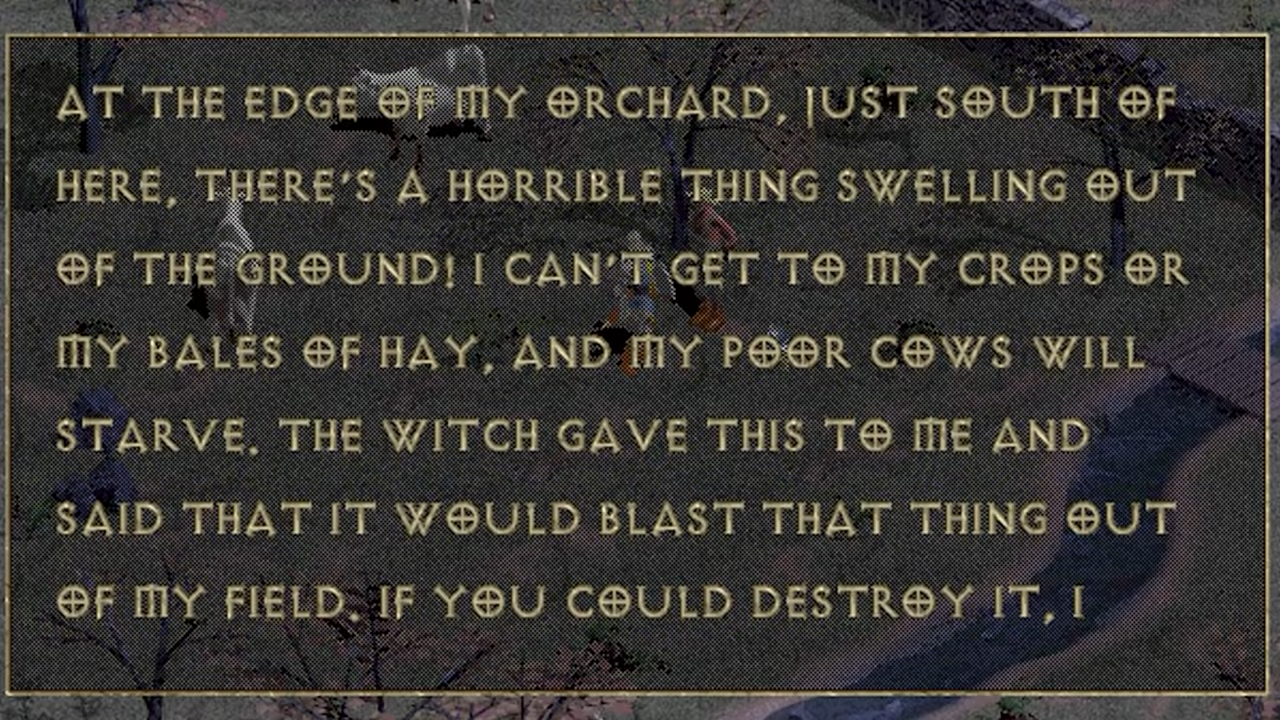 AT THE EDGE OF MY ORCHARD, JUST SOUTH OF
HERE, THERE'S A HORRIBLE THING SWELLING OUT
OF THE GROUND! I CAN'T GET TO MY CROPS OR
MY BALES OF HAY, AND MY POOR COWS WILL
STARVE. THE WITCH GAVE THIS TO ME AND
SAID THAT IT WOULD BLAST THAT THING OUT
OF MY FIELD. IF YOU COULD DESTROY IT, I